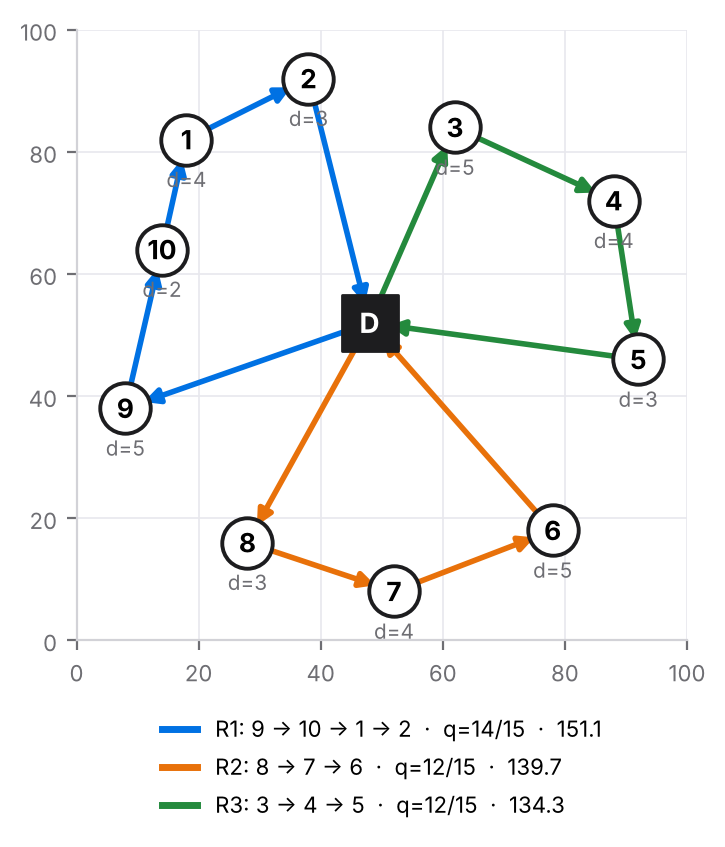 100
80
60
40
20
0
0 20 40 60 80 100
2
d=3
3
d=5
1
d=4
4
d=4
10
d=2
D
5
d=3
9
d=5
8
d=3
6
d=5
7
d=4
R1: 9 → 10 → 1 → 2 · q=14/15 · 151.1
R2: 8 → 7 → 6 · q=12/15 · 139.7
R3: 3 → 4 → 5 · q=12/15 · 134.3